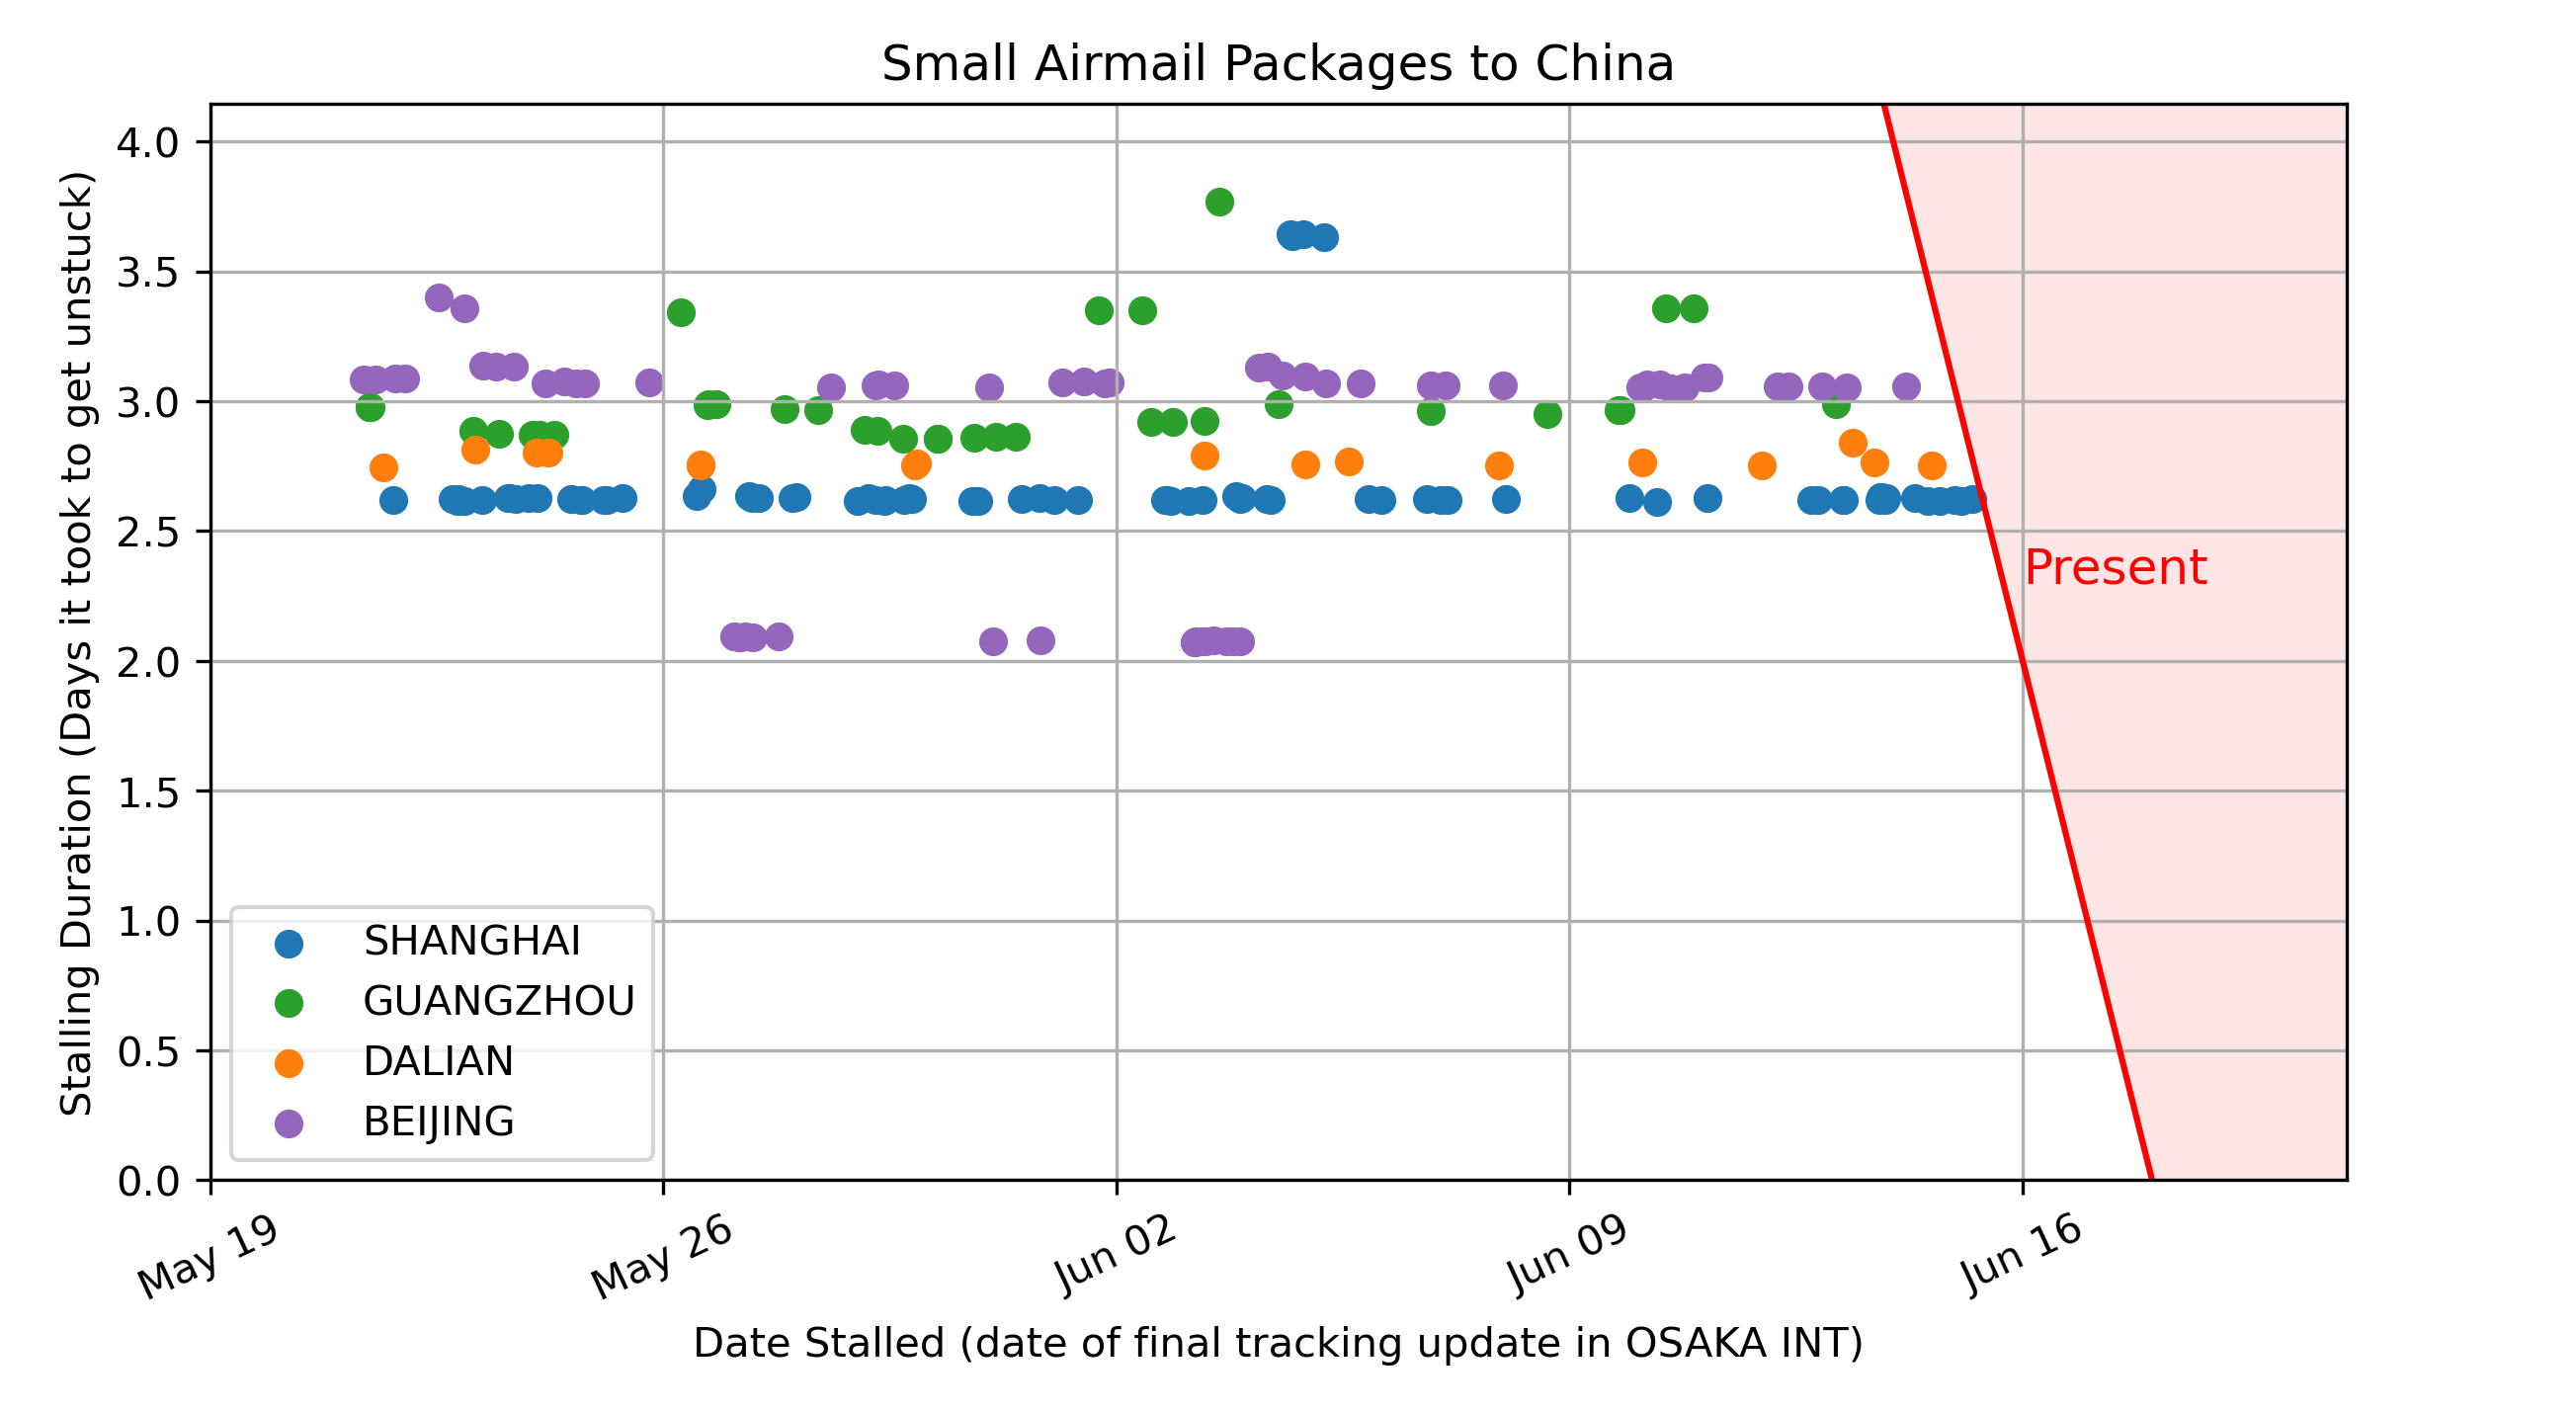 Small Airmail Packages to China
Stalling Duration (Days it took to get unstuck)
4.0
3.5
3.0
2.5
2.0
1.5
1.0
0.5
0.0
Present
SHANGHAI
GUANGZHOU
DALIAN
BEIJING
May 19
May 26
Jun 02
Jun 09
Jun 16
Date Stalled (date of final tracking update in OSAKA INT)